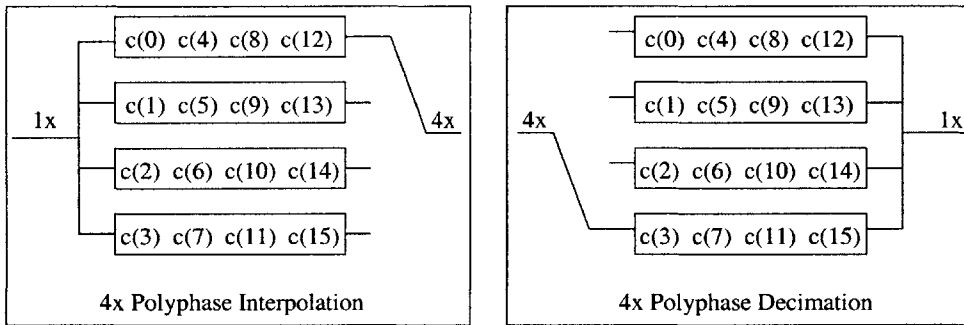 c(0) c(4) c(8) c(12)
c(1) c(5) c(9) c(13)
1x
4x
c(2) c(6) c(10) c(14)
c(3) c(7) c(11) c(15)
4x Polyphase Interpolation
c(0) c(4) c(8) c(12)
c(1) c(5) c(9) c(13)
4x
1x
c(2) c(6) c(10) c(14)
c(3) c(7) c(11) c(15)
4x Polyphase Decimation